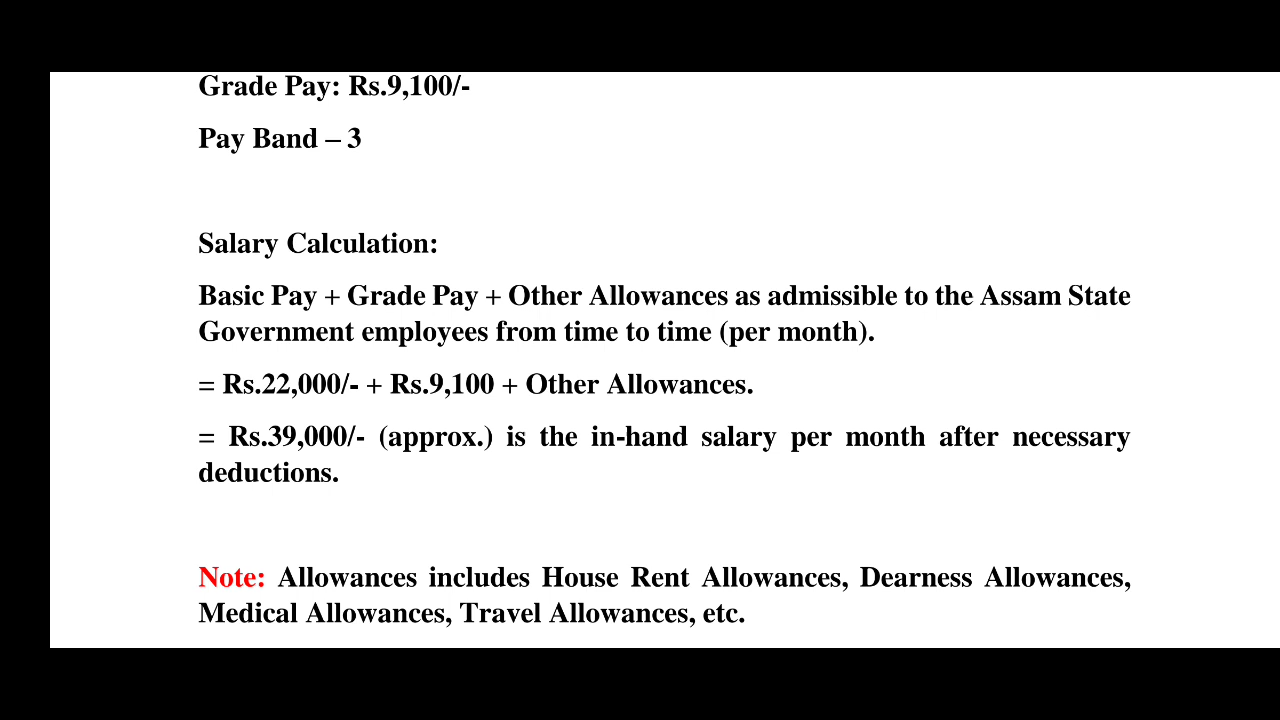 Grade Pay: Rs.9,100/-
Pay Band – 3
Salary Calculation:
Basic Pay + Grade Pay + Other Allowances as admissible to the Assam State
Government employees from time to time (per month).
= Rs.22,000/- + Rs.9,100 + Other Allowances.
= Rs.39,000/- (approx.) is the in-hand salary per month after necessary
deductions.
Note: Allowances includes House Rent Allowances, Dearness Allowances,
Medical Allowances, Travel Allowances, etc.